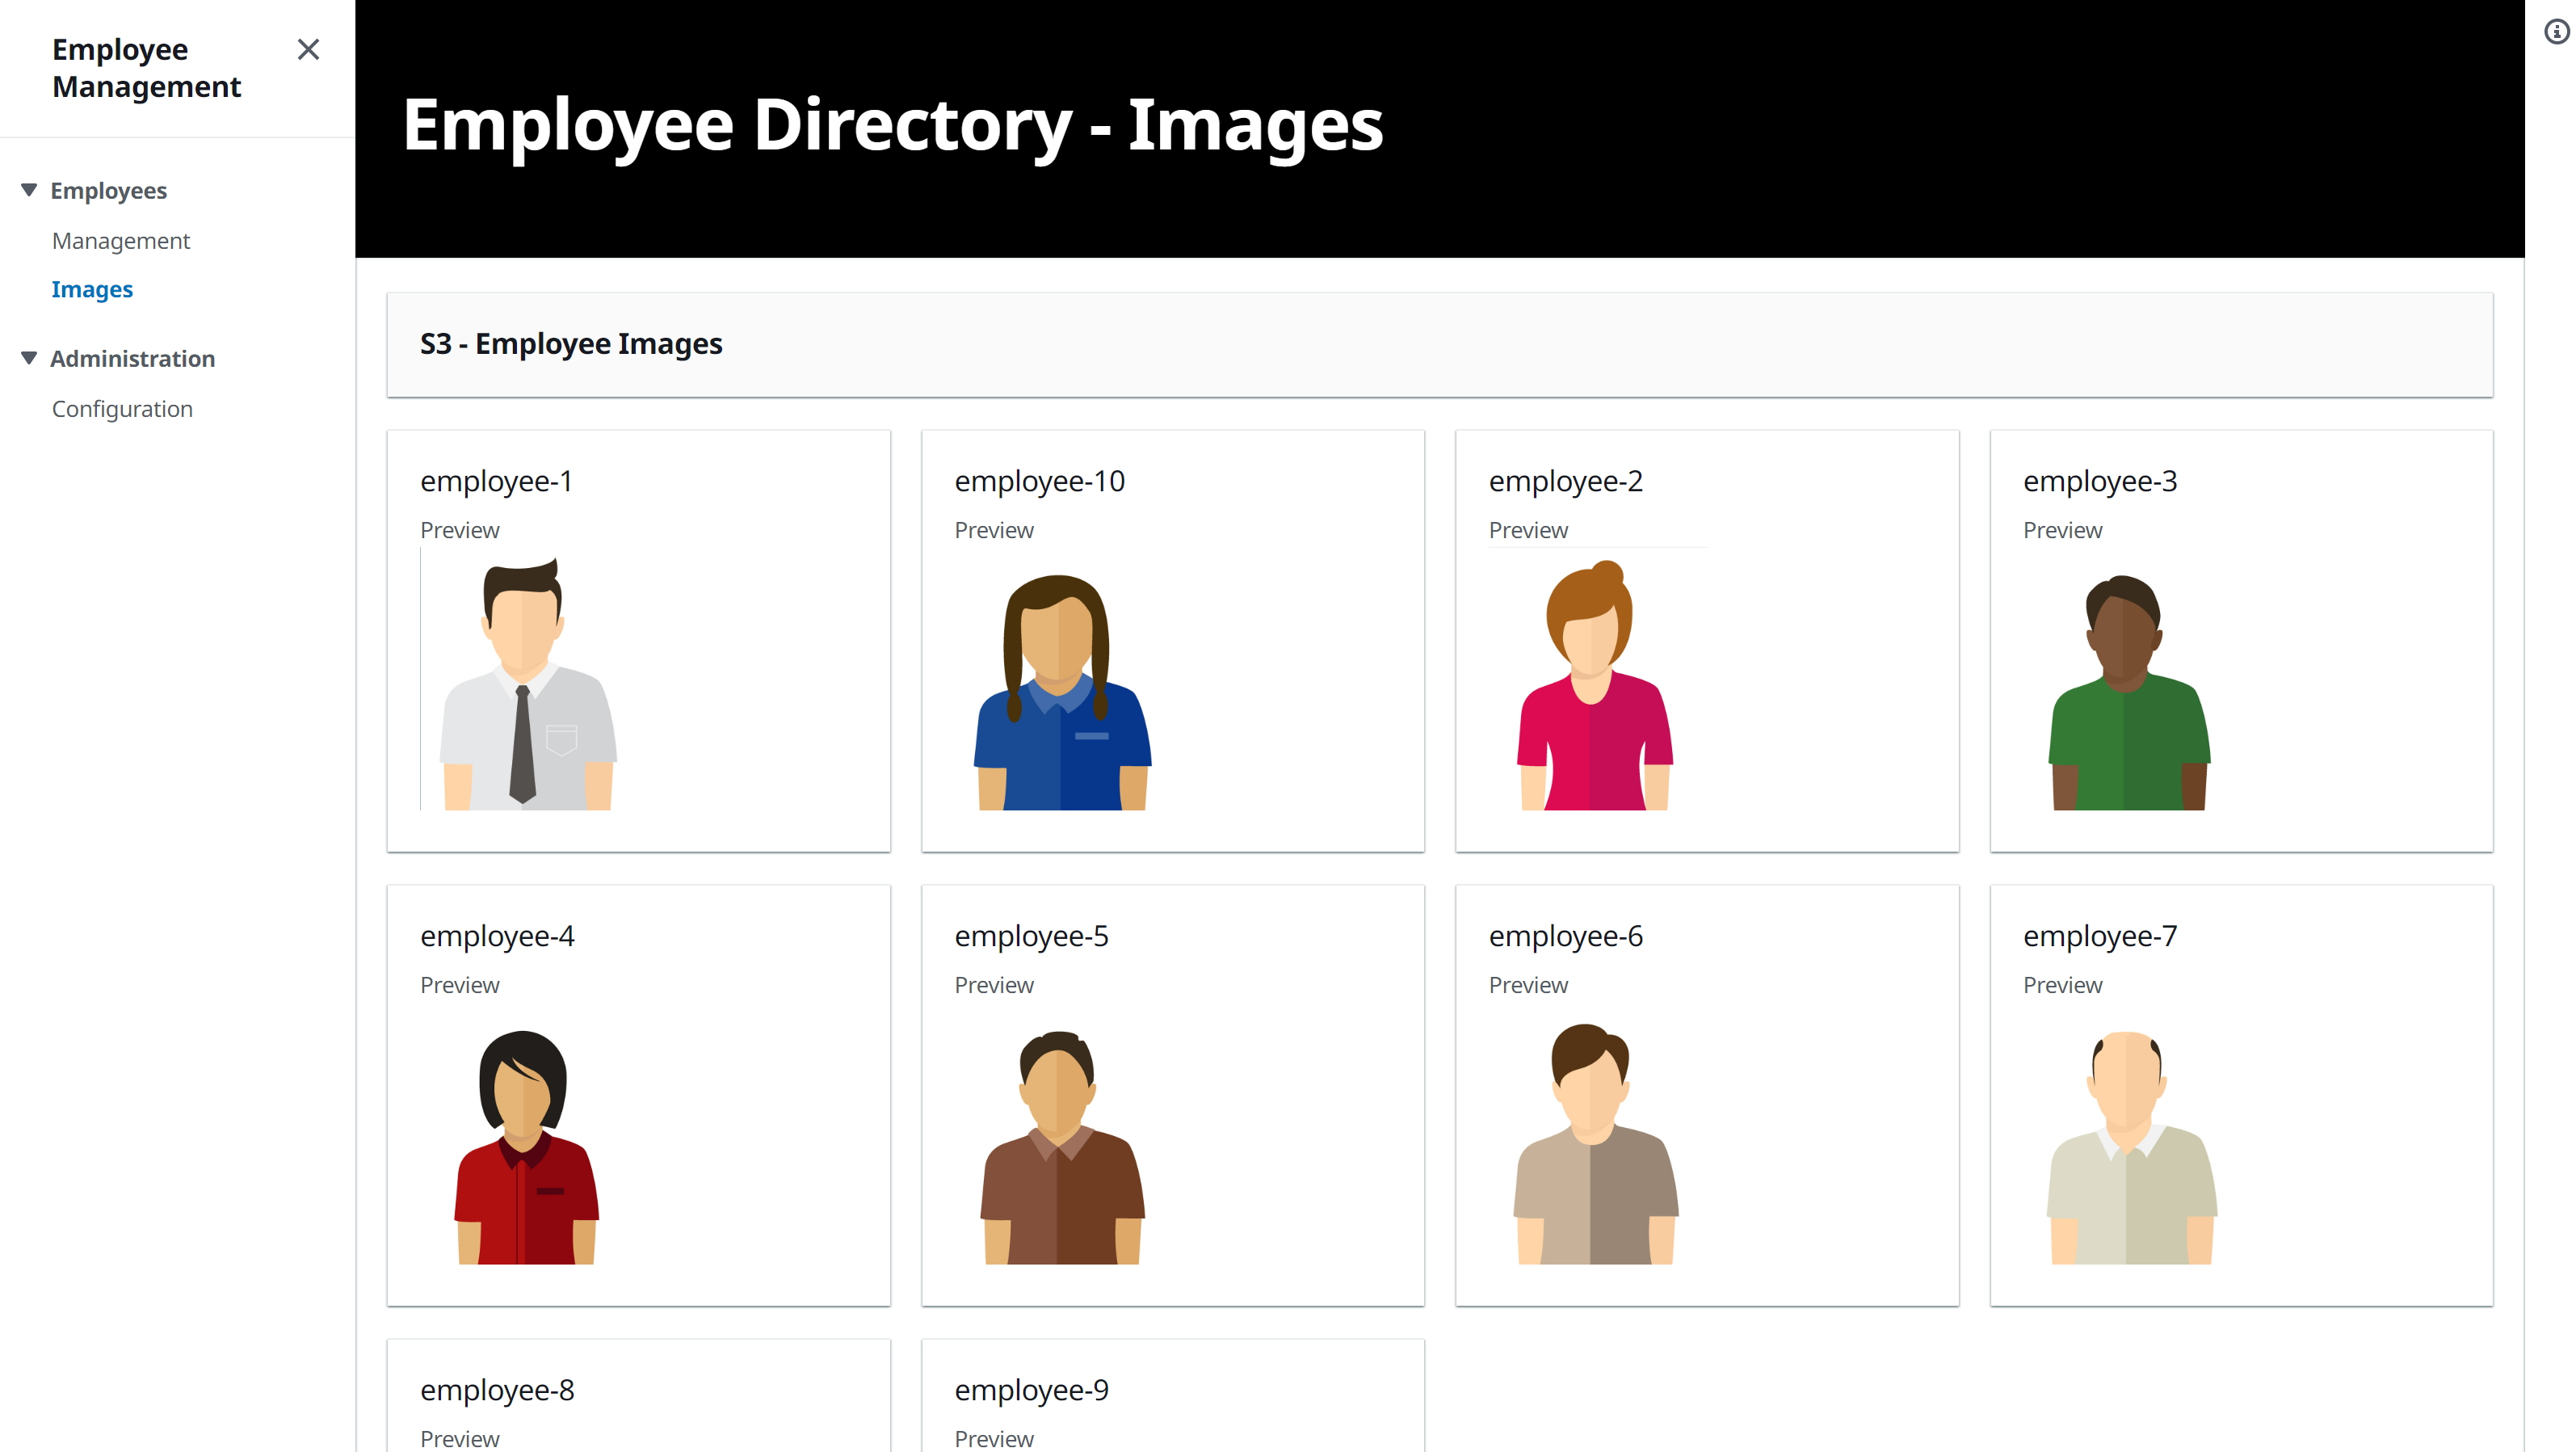 Employee
Management
Employees
Management
Images
Administration
Configuration
Employee Directory - Images
S3 - Employee Images
employee-1
Preview
employee-10
Preview
employee-2
Preview
employee-3
Preview
employee-4
Preview
employee-5
Preview
employee-6
Preview
employee-7
Preview
employee-8
Preview
employee-9
Preview